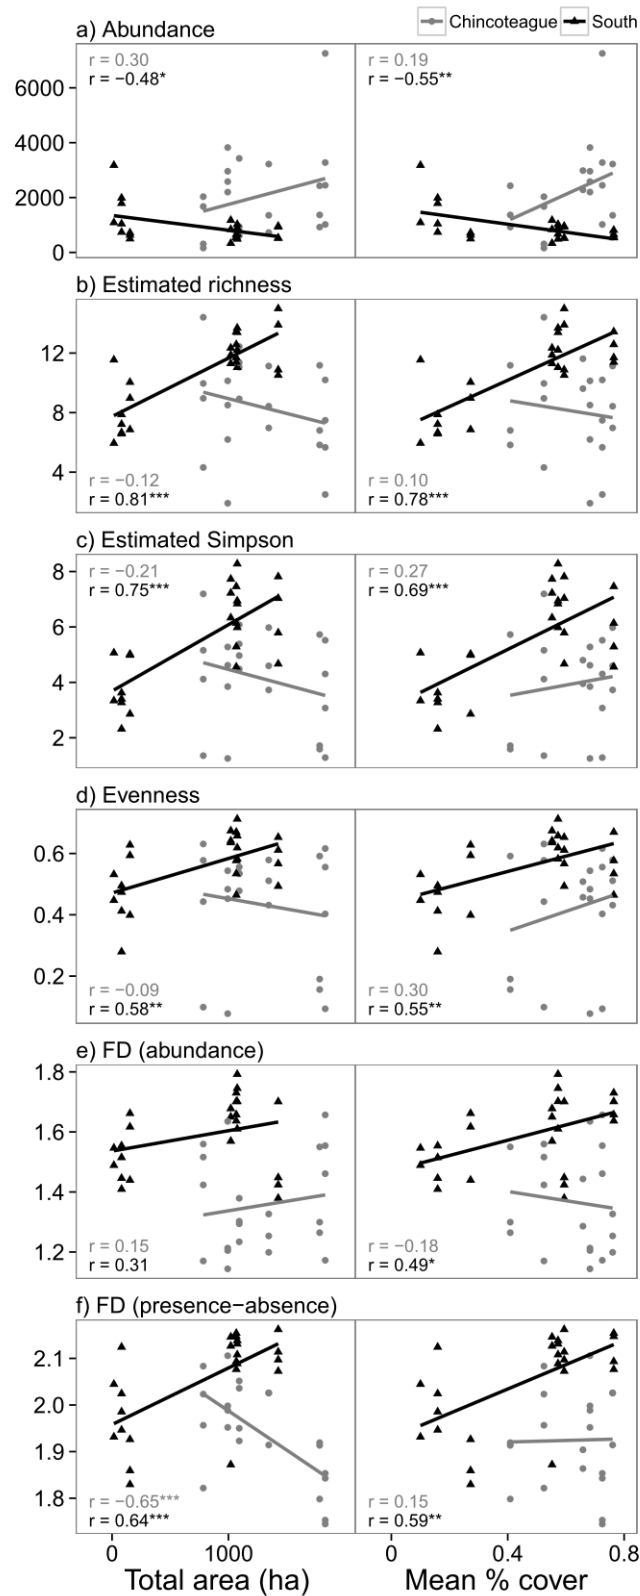 Chincoteague South
a) Abundance
r = 0.30 r = 0.19
r = −0.48* r = −0.55**
6000
4000
2000
0
b) Estimated richness
12
8
4
r = −0.12 r = 0.10
r = 0.81*** r = 0.78***
c) Estimated Simpson
8
r = −0.21 r = 0.27
r = 0.75*** r = 0.69***
6
4
2
d) Evenness
0.6
0.4
0.2
r = −0.09 r = 0.30
r = 0.58** r = 0.55**
e) FD (abundance)
1.8
1.6
1.4
1.2
r = 0.15 r = −0.18
r = 0.31 r = 0.49*
f) FD (presence−absence)
2.1
2.0
1.9
1.8
r = −0.65*** r = 0.15
r = 0.64*** r = 0.59**
0 1000 0 0.4 0.8
Total area (ha) Mean % cover